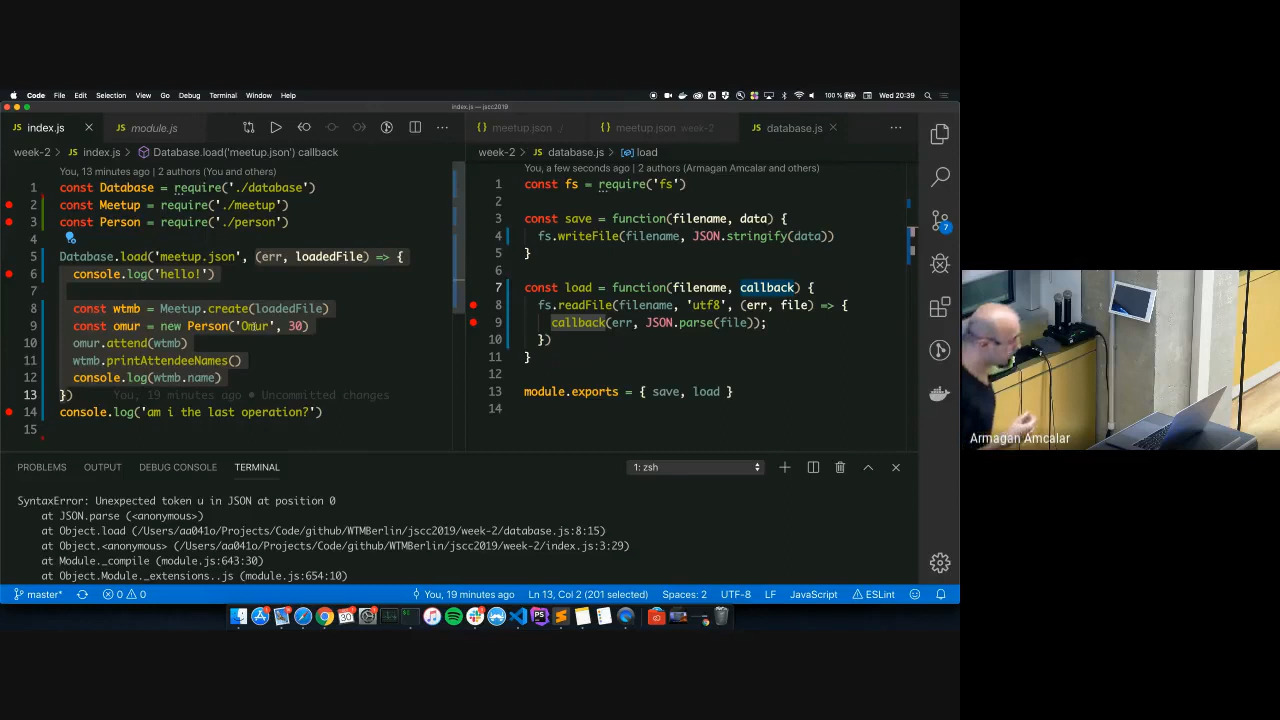 Code File Edit Selection View Go Debug Terminal Window Help
100 % Wed 20:39
index.js — jscc2019
index.js module.js
week-2 > index.js > Database.load('meetup.json') callback
You, 13 minutes ago | 2 authors (You and others)
1 const Database = require('./database')
2 const Meetup = require('./meetup')
3 const Person = require('./person')
4
5 Database.load('meetup.json', (err, loadedFile) => {
6 console.log('hello!')
7
8 const wtmb = Meetup.create(loadedFile)
9 const omur = new Person('Omur', 30)
10 omur.attend(wtmb)
11 wtmb.printAttendeeNames()
12 console.log(wtmb.name)
13 }) You, 19 minutes ago • Uncommitted changes
14 console.log('am i the last operation?')
15
meetup.json ./ meetup.json week-2 database.js
week-2 > database.js > load
You, a few seconds ago | 2 authors (Armagan Amcalar and others)
1 const fs = require('fs')
2
3 const save = function(filename, data) {
4 fs.writeFile(filename, JSON.stringify(data))
5 }
6
7 const load = function(filename, callback) {
8 fs.readFile(filename, 'utf8', (err, file) => {
9 callback(err, JSON.parse(file));
10 })
11 }
12
13 module.exports = { save, load }
14
7
PROBLEMS OUTPUT DEBUG CONSOLE TERMINAL 1: zsh
SyntaxError: Unexpected token u in JSON at position 0
at JSON.parse (<anonymous>)
at Object.load (/Users/aa041o/Projects/Code/github/WTMBerlin/jscc2019/week-2/database.js:8:15)
at Object.<anonymous> (/Users/aa041o/Projects/Code/github/WTMBerlin/jscc2019/week-2/index.js:3:29)
at Module._compile (module.js:643:30)
at Object.Module._extensions..js (module.js:654:10)
master* 0 0 You, 19 minutes ago Ln 13, Col 2 (201 selected) Spaces: 2 UTF-8 LF JavaScript ESLint
Armagan Amcalar